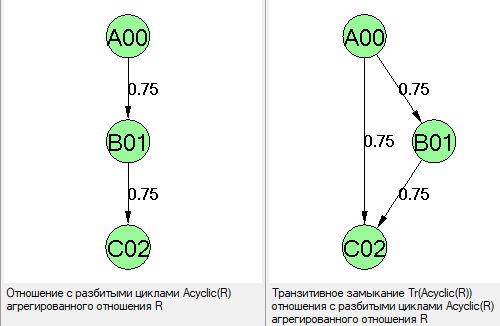 A00
0.75
B01
0.75
C02
Отношение с разбитыми циклами Acyclic(R)
агрегированного отношения R
A00
0.75
B01
0.75
0.75
C02
Транзитивное замыкание Tr(Acyclic(R))
отношения с разбитыми циклами Acyclic(R)
агрегированного отношения R